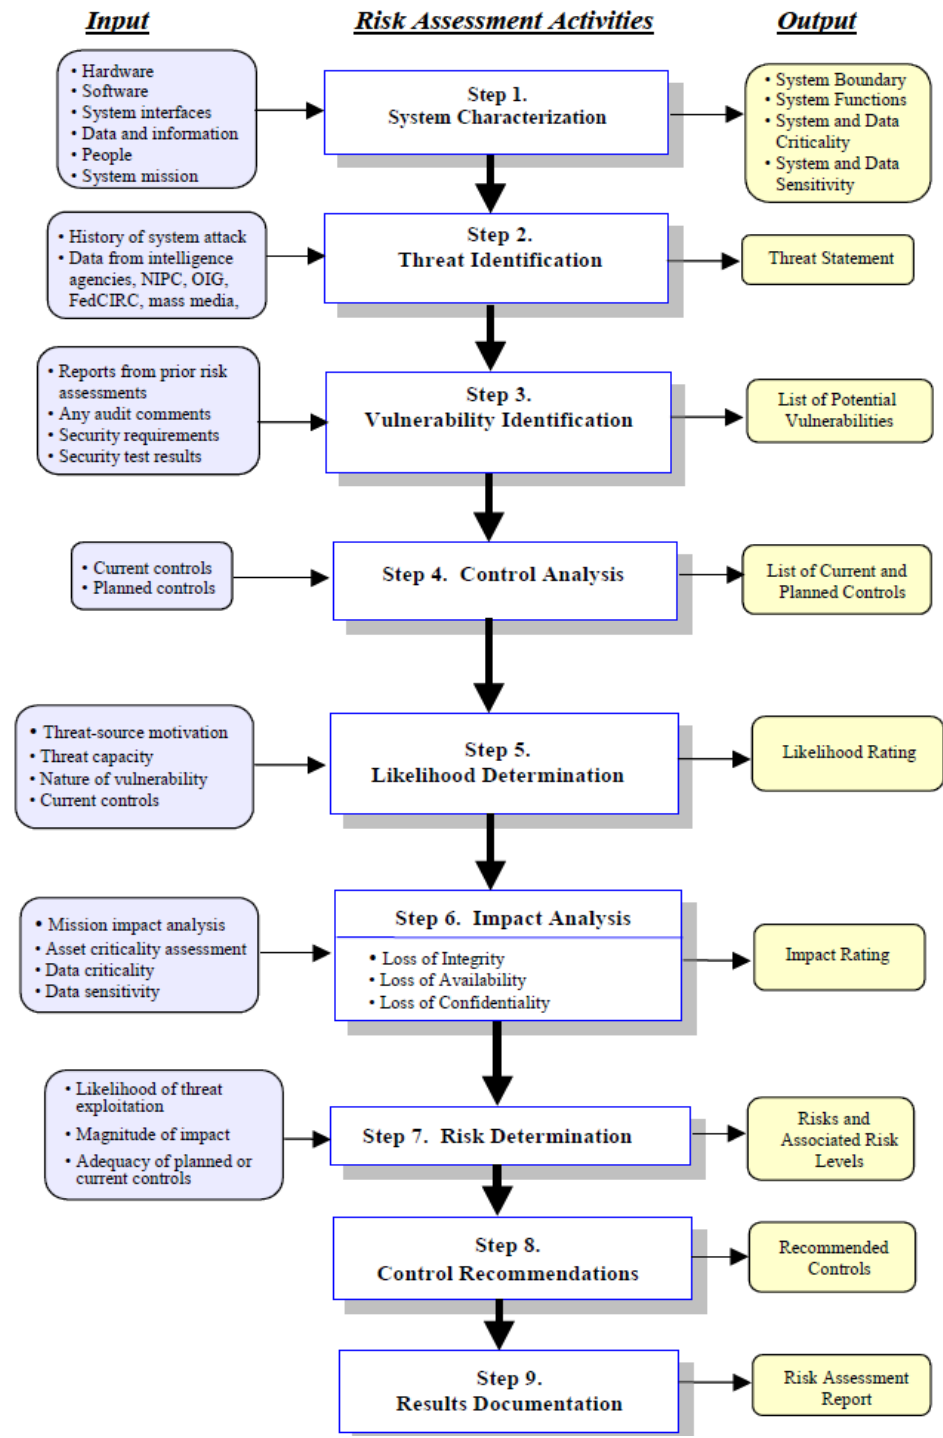 Input
Risk Assessment Activities
Output
• Hardware
• Software
• System interfaces
• Data and information
• People
• System mission
Step 1.
System Characterization
• System Boundary
• System Functions
• System and Data
Criticality
• System and Data
Sensitivity
• History of system attack
• Data from intelligence
agencies, NIPC, OIG,
FedCIRC, mass media,
Step 2.
Threat Identification
Threat Statement
• Reports from prior risk
assessments
• Any audit comments
• Security requirements
• Security test results
Step 3.
Vulnerability Identification
List of Potential
Vulnerabilities
• Current controls
• Planned controls
Step 4. Control Analysis
List of Current and
Planned Controls
• Threat-source motivation
• Threat capacity
• Nature of vulnerability
• Current controls
Step 5.
Likelihood Determination
Likelihood Rating
• Mission impact analysis
• Asset criticality assessment
• Data criticality
• Data sensitivity
Step 6. Impact Analysis
• Loss of Integrity
• Loss of Availability
• Loss of Confidentiality
Impact Rating
• Likelihood of threat
exploitation
• Magnitude of impact
• Adequacy of planned or
current controls
Step 7. Risk Determination
Risks and
Associated Risk
Levels
Step 8.
Control Recommendations
Recommended
Controls
Step 9.
Results Documentation
Risk Assessment
Report